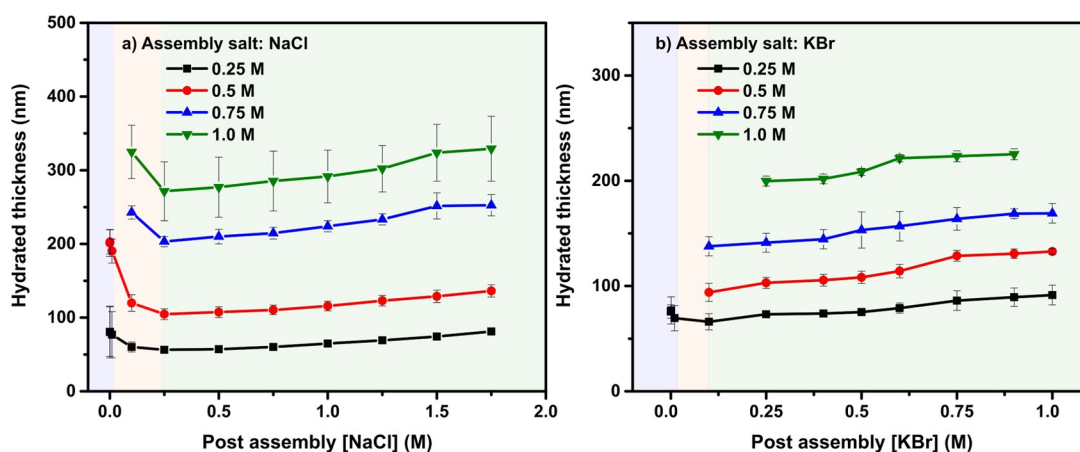 a) Assembly salt: NaCl
0.25 M
0.5 M
0.75 M
1.0 M
Hydrated thickness (nm)
500
400
300
200
100
0
0.0
0.5
1.0
1.5
2.0
Post assembly [NaCl] (M)
b) Assembly salt: KBr
0.25 M
0.5 M
0.75 M
1.0 M
Hydrated thickness (nm)
300
200
100
0
0.0
0.25
0.5
0.75
1.0
Post assembly [KBr] (M)